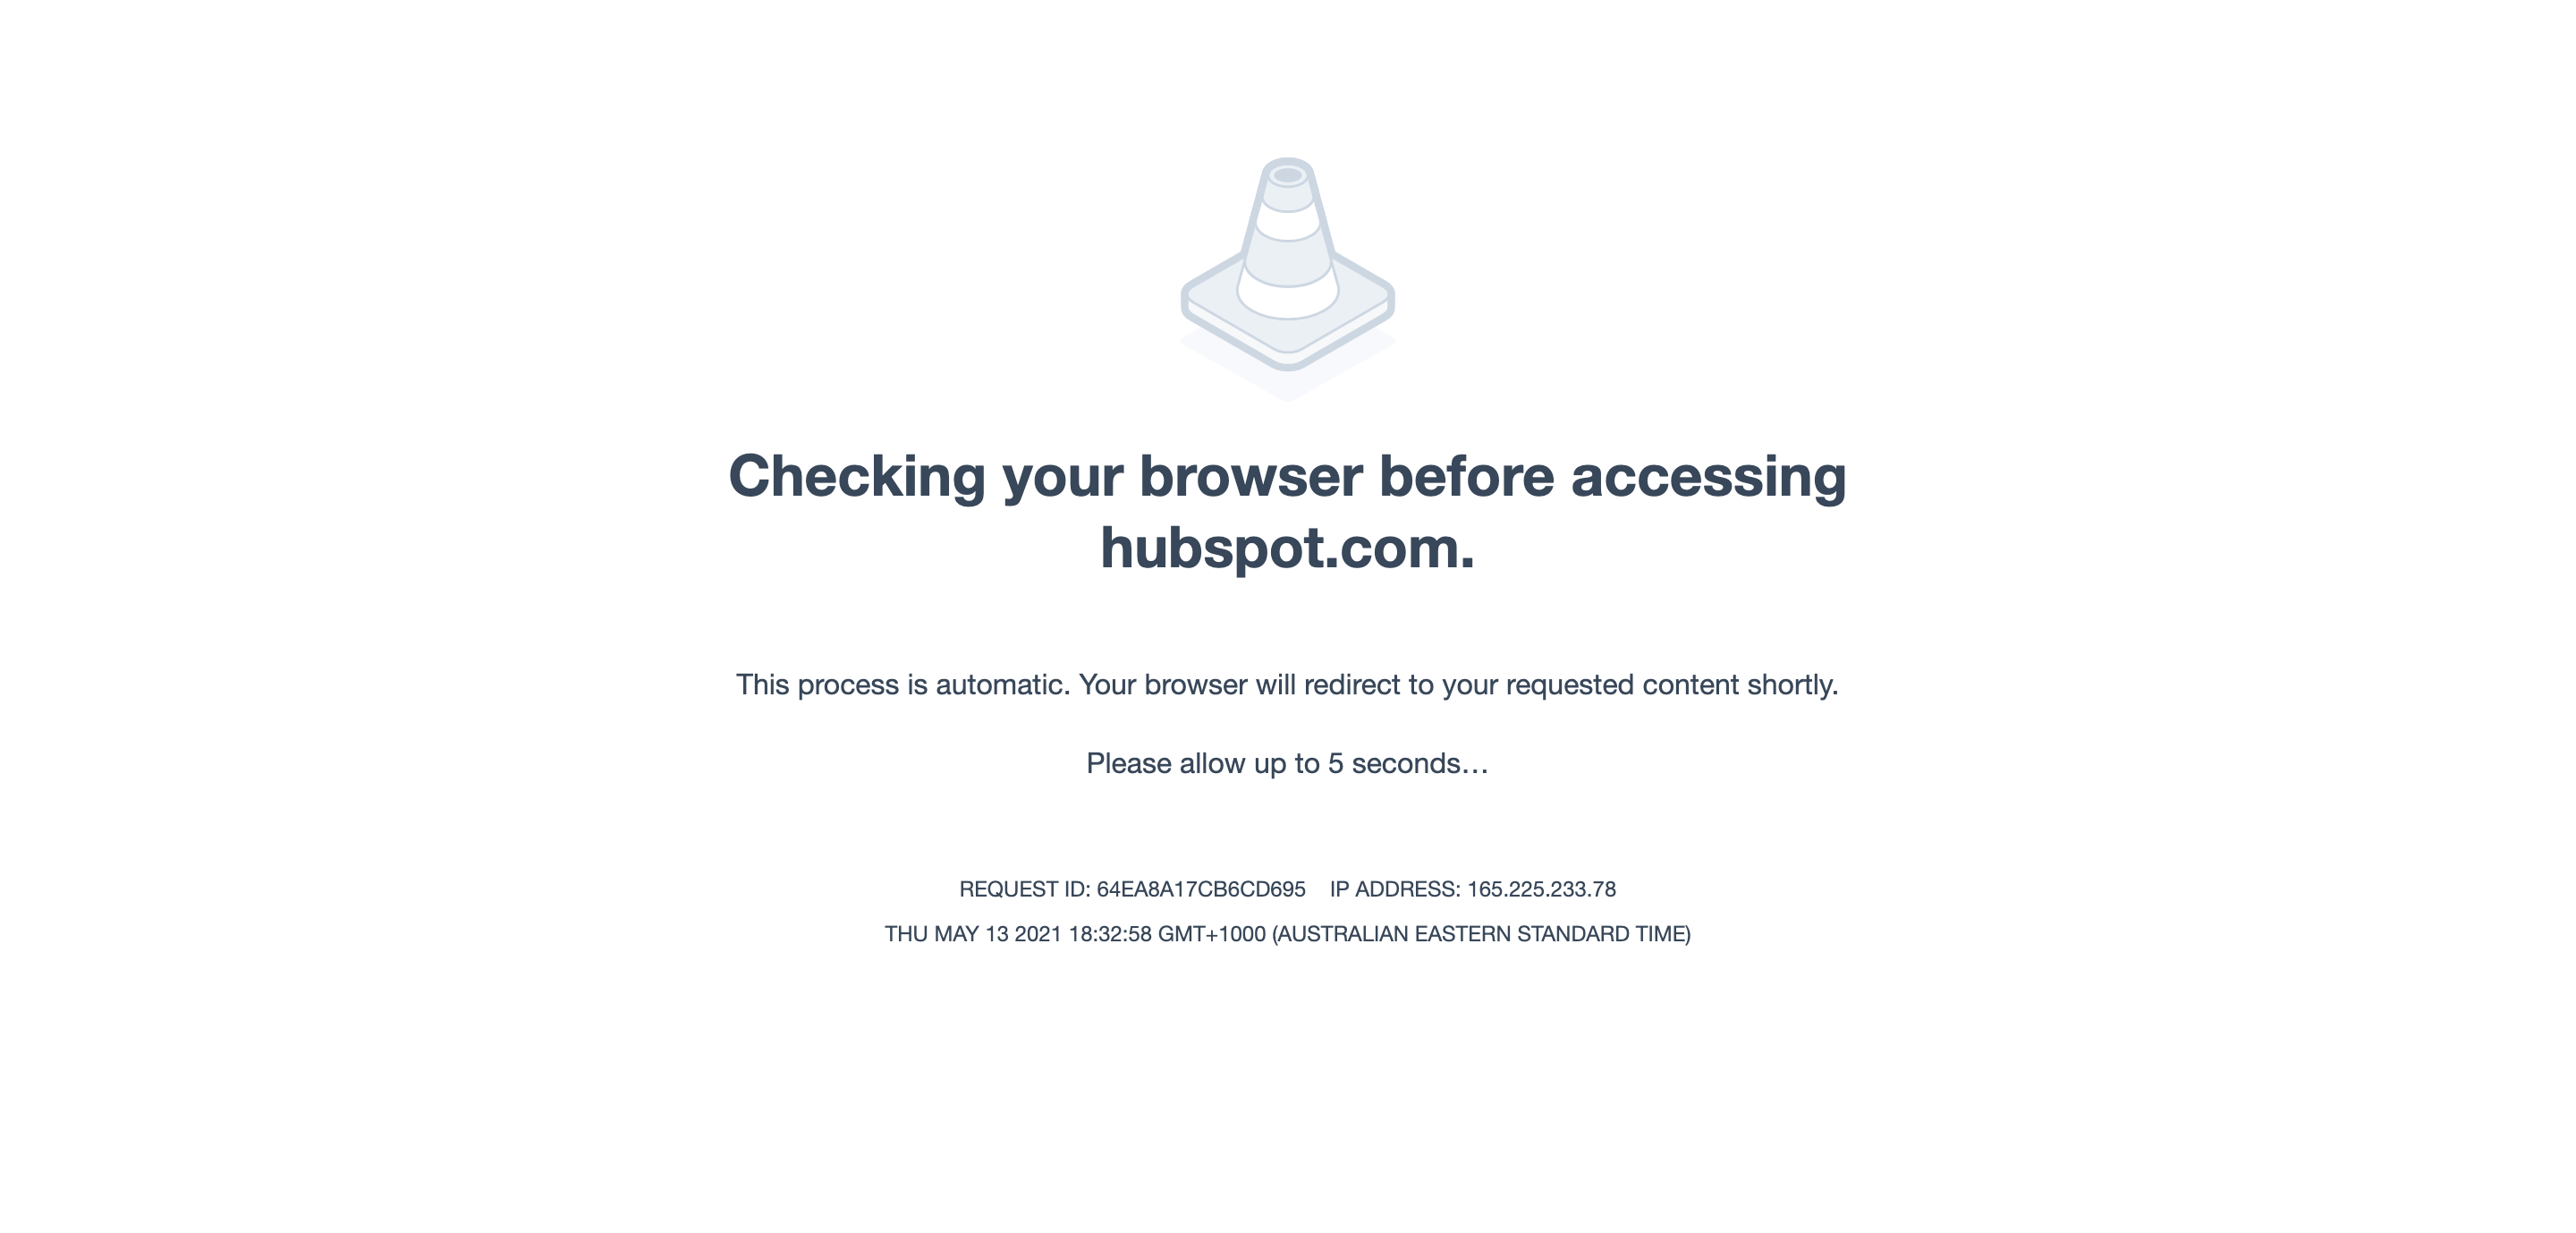 Checking your browser before accessing
hubspot.com.
This process is automatic. Your browser will redirect to your requested content shortly.
Please allow up to 5 seconds…
REQUEST ID: 64EA8A17CB6CD695 IP ADDRESS: 165.225.233.78
THU MAY 13 2021 18:32:58 GMT+1000 (AUSTRALIAN EASTERN STANDARD TIME)